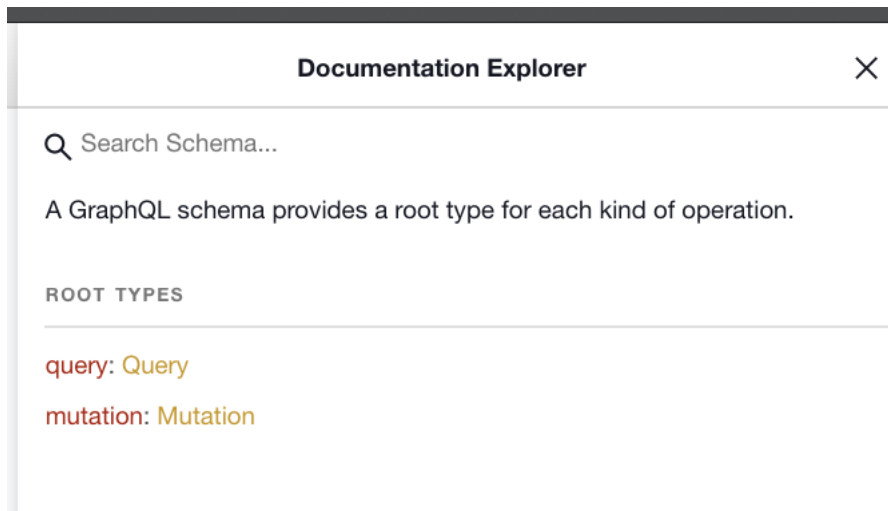 Documentation Explorer
Search Schema...
A GraphQL schema provides a root type for each kind of operation.
ROOT TYPES
query: Query
mutation: Mutation